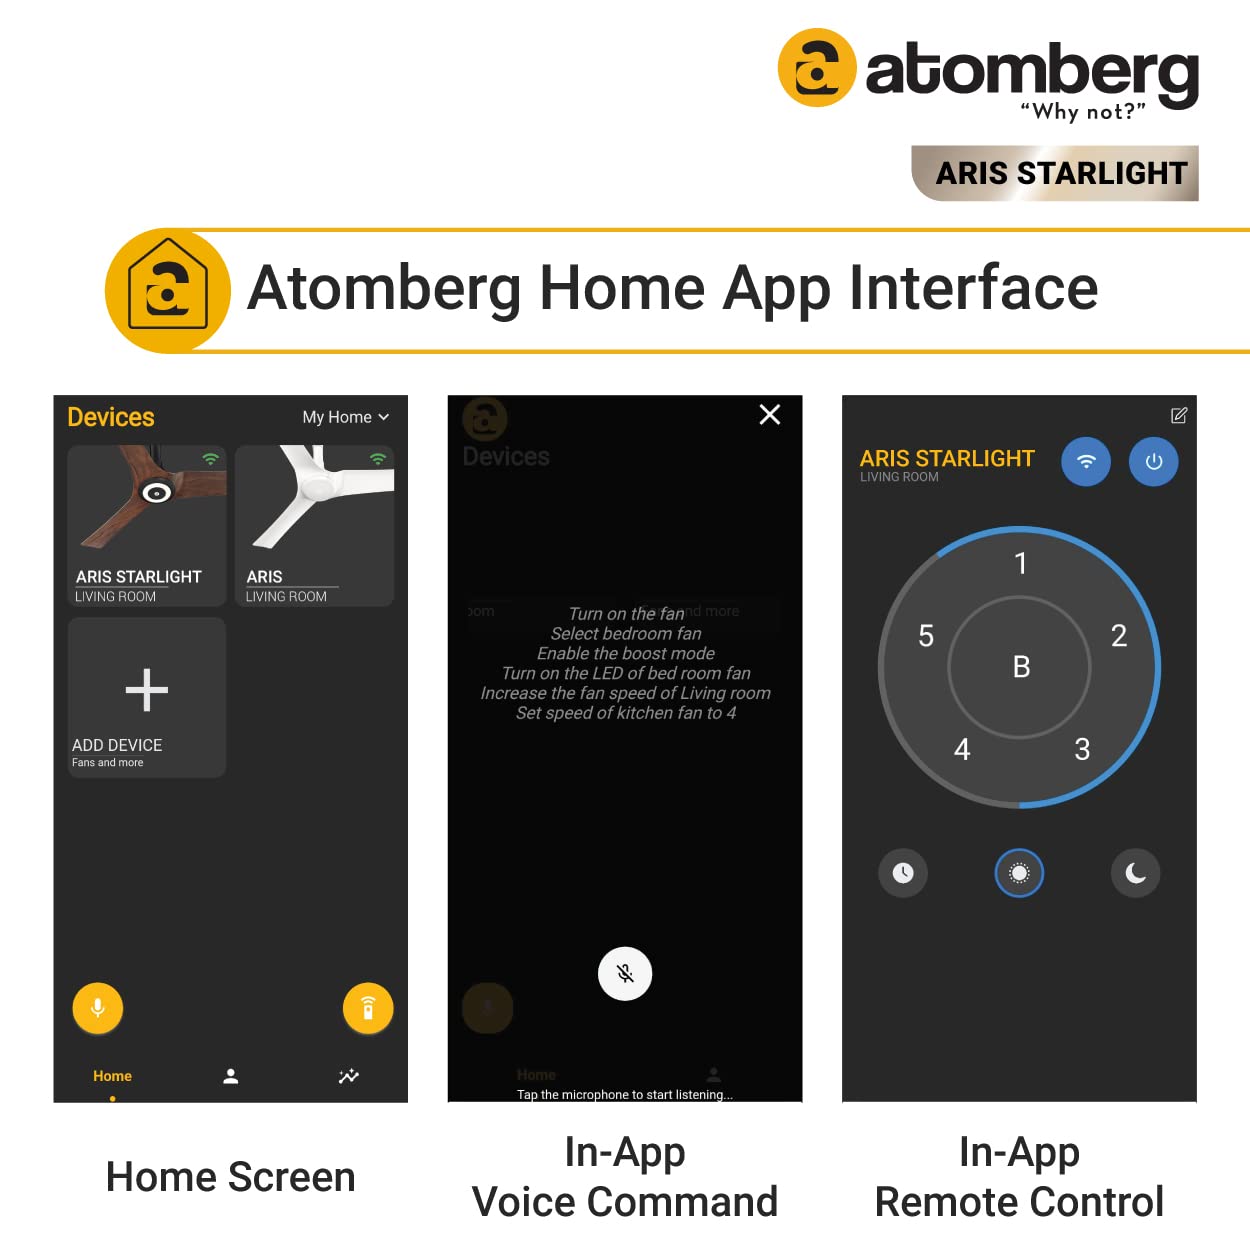 atomberg
“Why not?”
ARIS STARLIGHT
Atomberg Home App Interface
Devices
My Home
ARIS STARLIGHT
LIVING ROOM
ARIS
LIVING ROOM
ADD DEVICE
Fans and more
Home
Home Screen
Devices
oom
Fans and more
Turn on the fan
Select bedroom fan
Enable the boost mode
Turn on the LED of bed room fan
Increase the fan speed of Living room
Set speed of kitchen fan to 4
Home
Tap the microphone to start listening...
In-App
Voice Command
ARIS STARLIGHT
LIVING ROOM
1
2
3
4
5
B
In-App
Remote Control